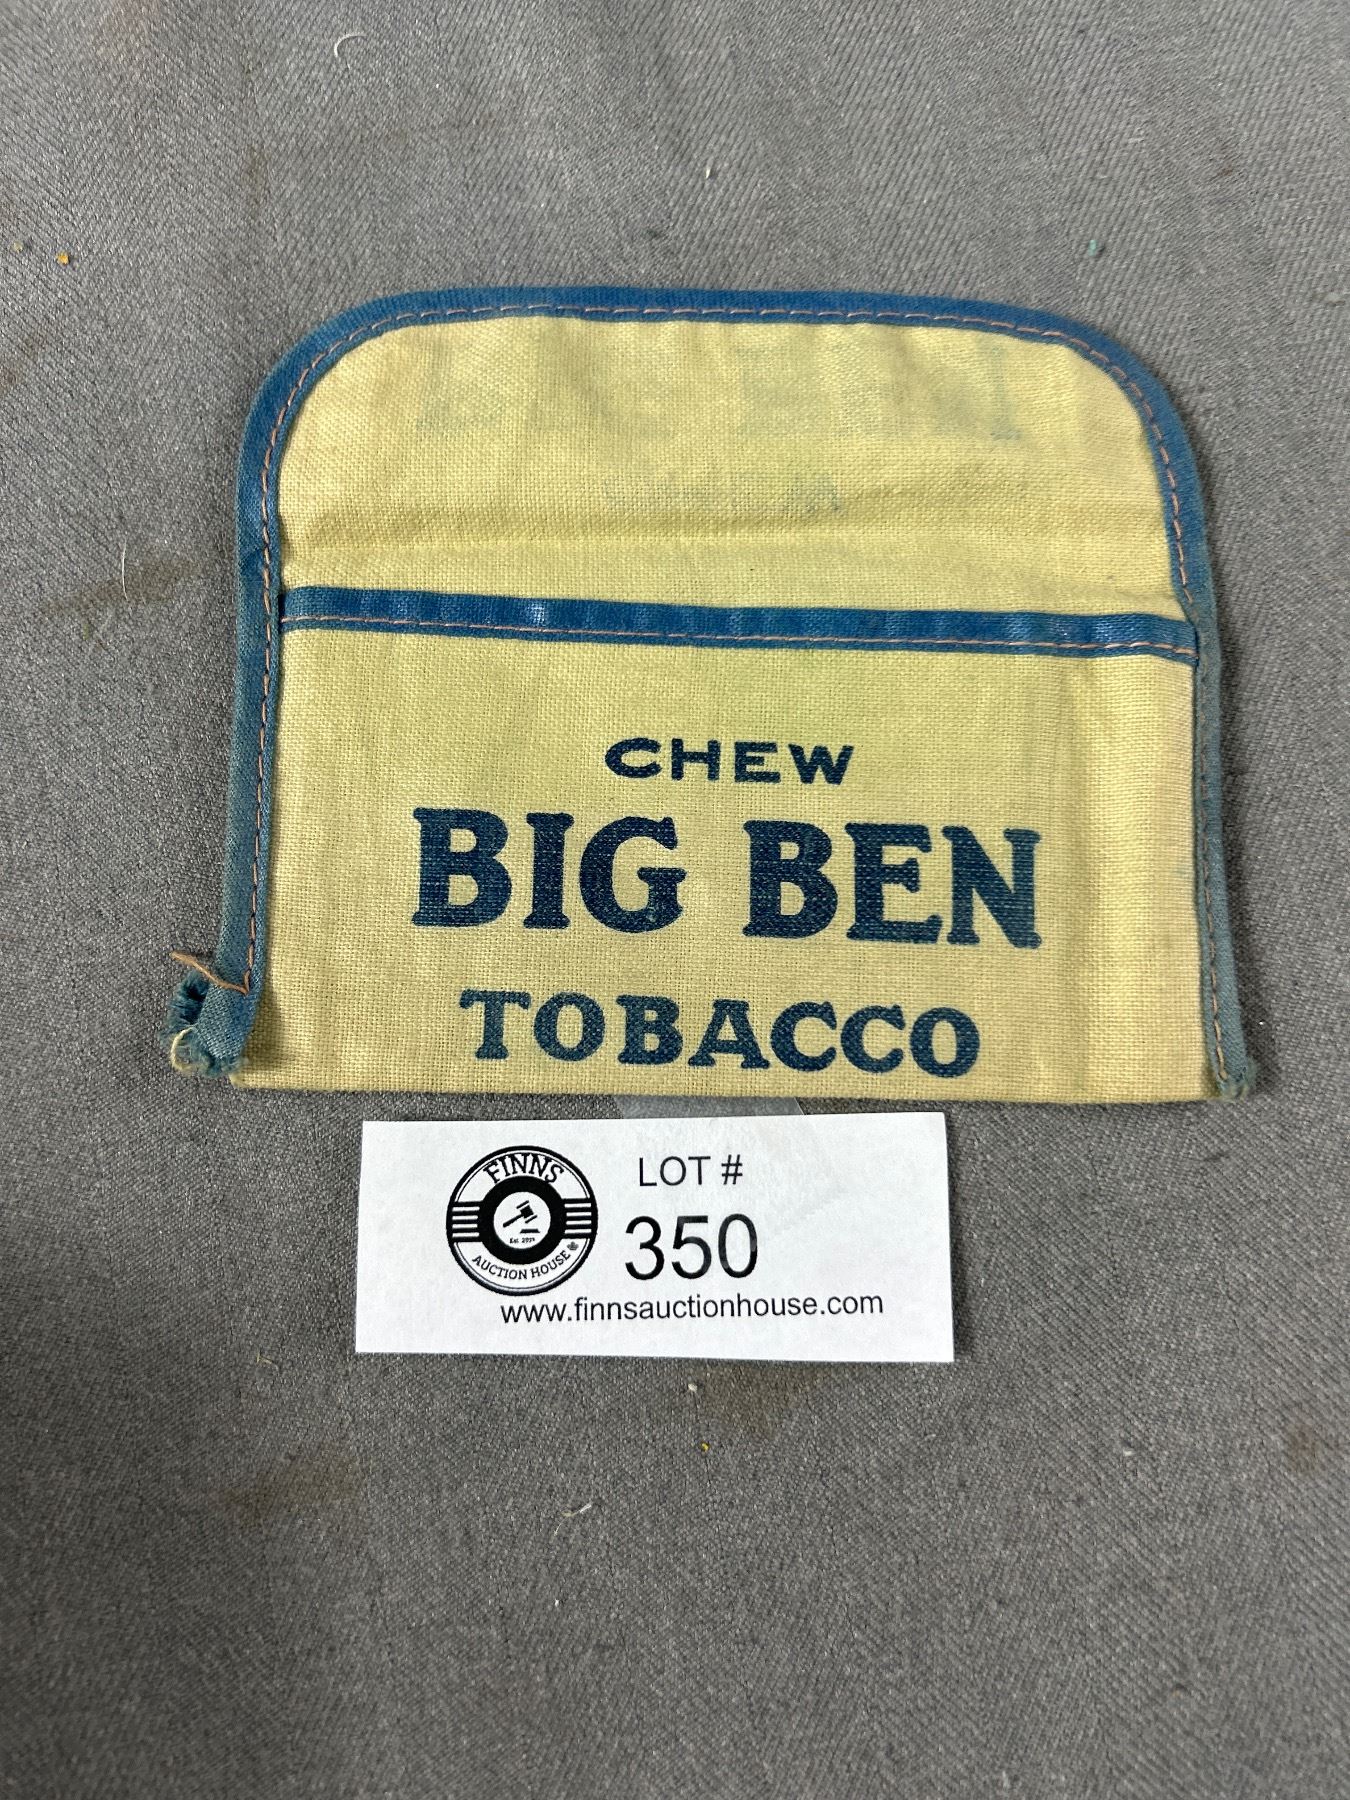 CHEW
BIG BEN
TOBACCO
FINNS
AUCTION HOUSE
LOT #
350
www.finnsauctionhouse.com